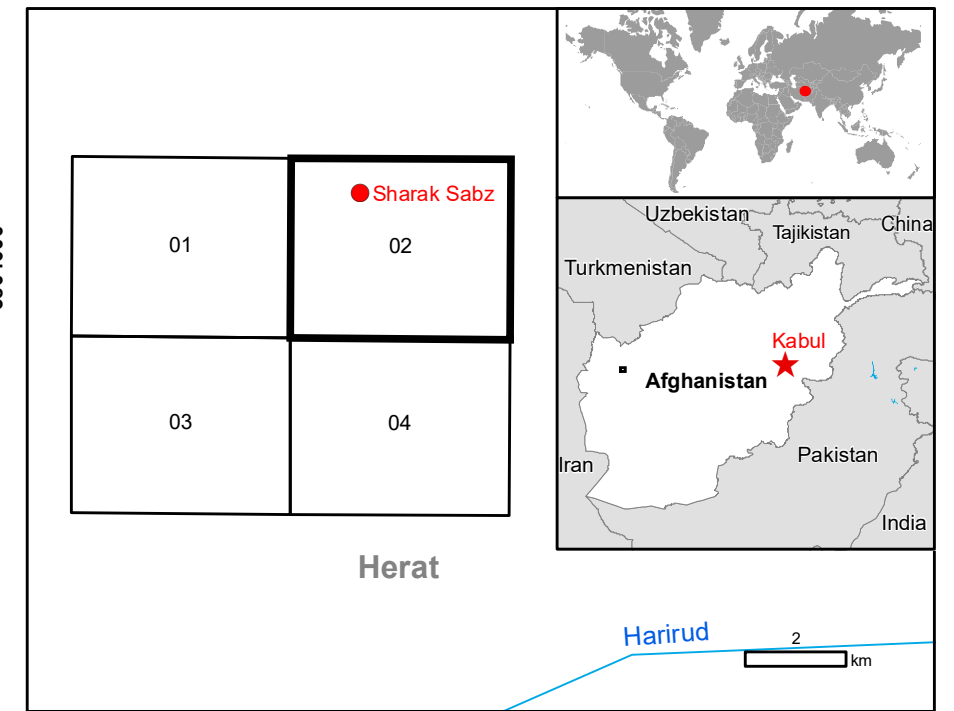 Sharak Sabz
01
02
03
04
Herat
Harirud
2
km
Uzbekistan
Tajikistan
China
Turkmenistan
Kabul
Afghanistan
Iran
Pakistan
India